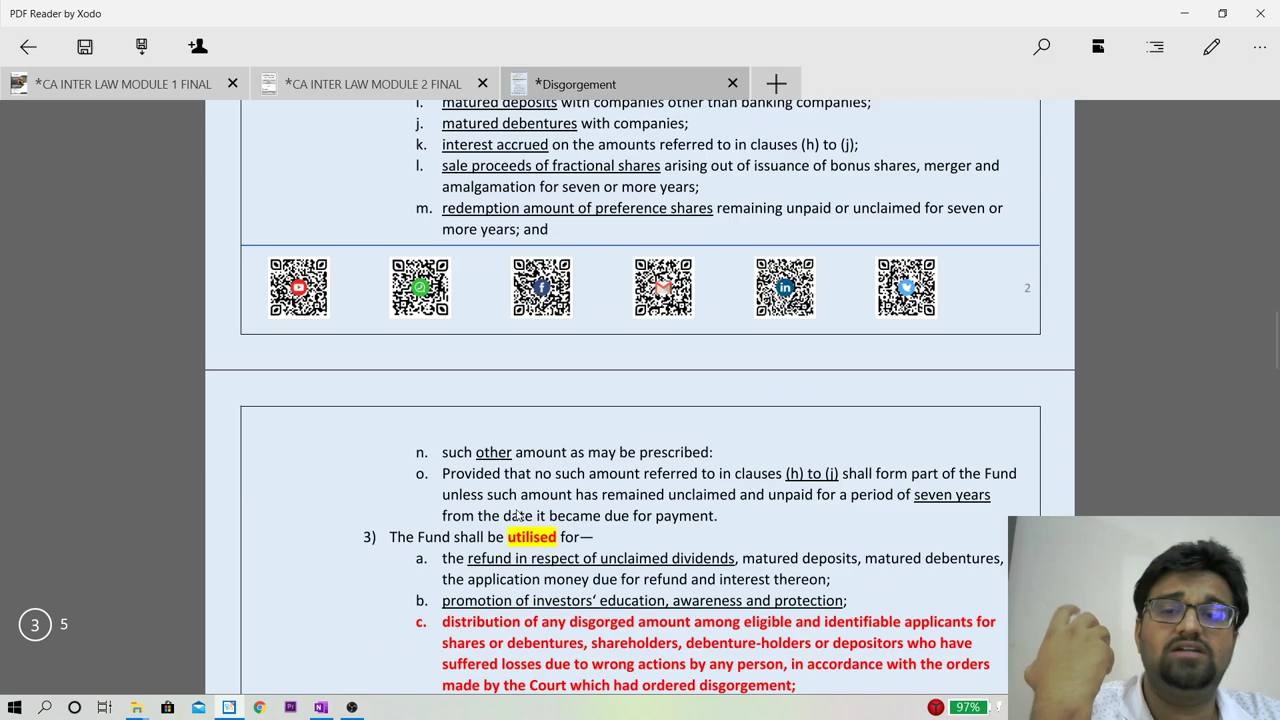 PDF Reader by Xodo
*CA INTER LAW MODULE 1 FINAL
*CA INTER LAW MODULE 2 FINAL
*Disgorgement
i. matured deposits with companies other than banking companies;
j. matured debentures with companies;
k. interest accrued on the amounts referred to in clauses (h) to (j);
l. sale proceeds of fractional shares arising out of issuance of bonus shares, merger and
amalgamation for seven or more years;
m. redemption amount of preference shares remaining unpaid or unclaimed for seven or
more years; and
2
n. such other amount as may be prescribed:
o. Provided that no such amount referred to in clauses (h) to (j) shall form part of the Fund
unless such amount has remained unclaimed and unpaid for a period of seven years
from the date it became due for payment.
3) The Fund shall be utilised for—
a. the refund in respect of unclaimed dividends, matured deposits, matured debentures,
the application money due for refund and interest thereon;
b. promotion of investors‘ education, awareness and protection;
c. distribution of any disgorged amount among eligible and identifiable applicants for
shares or debentures, shareholders, debenture-holders or depositors who have
suffered losses due to wrong actions by any person, in accordance with the orders
made by the Court which had ordered disgorgement;
3 5
97%